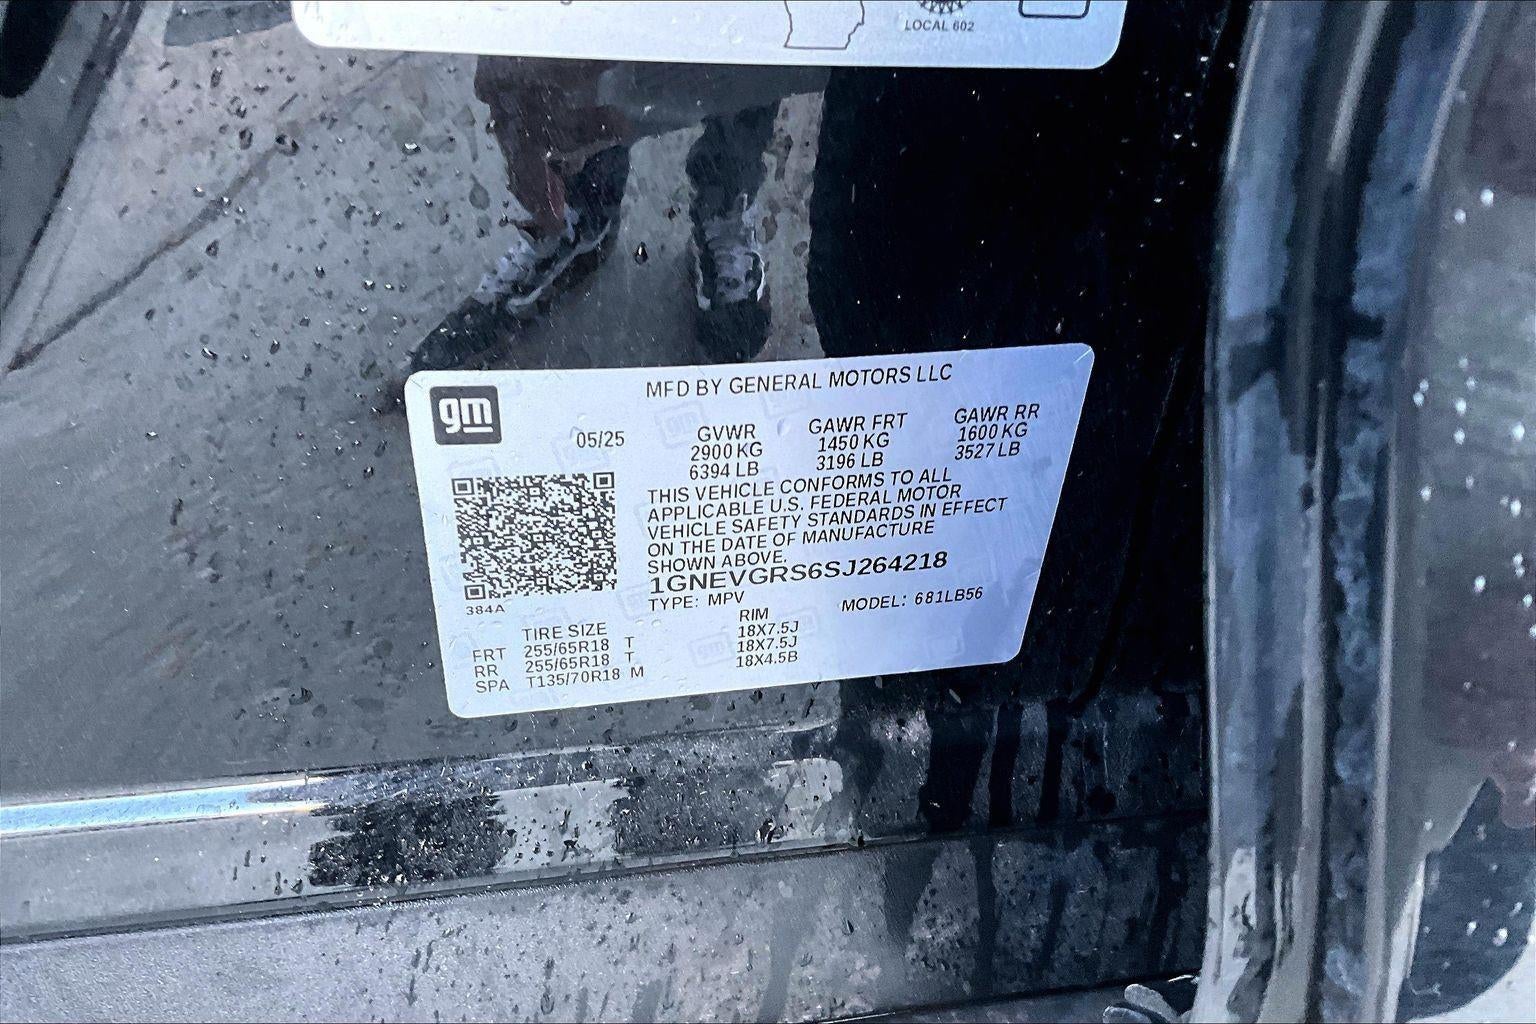 LOCAL 602
gm
MFD BY GENERAL MOTORS LLC
05/25
GVWR GAWR FRT GAWR RR
2900 KG 1450 KG 1600 KG
6394 LB 3196 LB 3527 LB
THIS VEHICLE CONFORMS TO ALL
APPLICABLE U.S. FEDERAL MOTOR
VEHICLE SAFETY STANDARDS IN EFFECT
ON THE DATE OF MANUFACTURE
SHOWN ABOVE.
1GNEVGRS6SJ264218
TYPE: MPV MODEL: 681LB56
384A
TIRE SIZE RIM
FRT 255/65R18 T 18X7.5J
RR 255/65R18 T 18X7.5J
SPA T135/70R18 M 18X4.5B